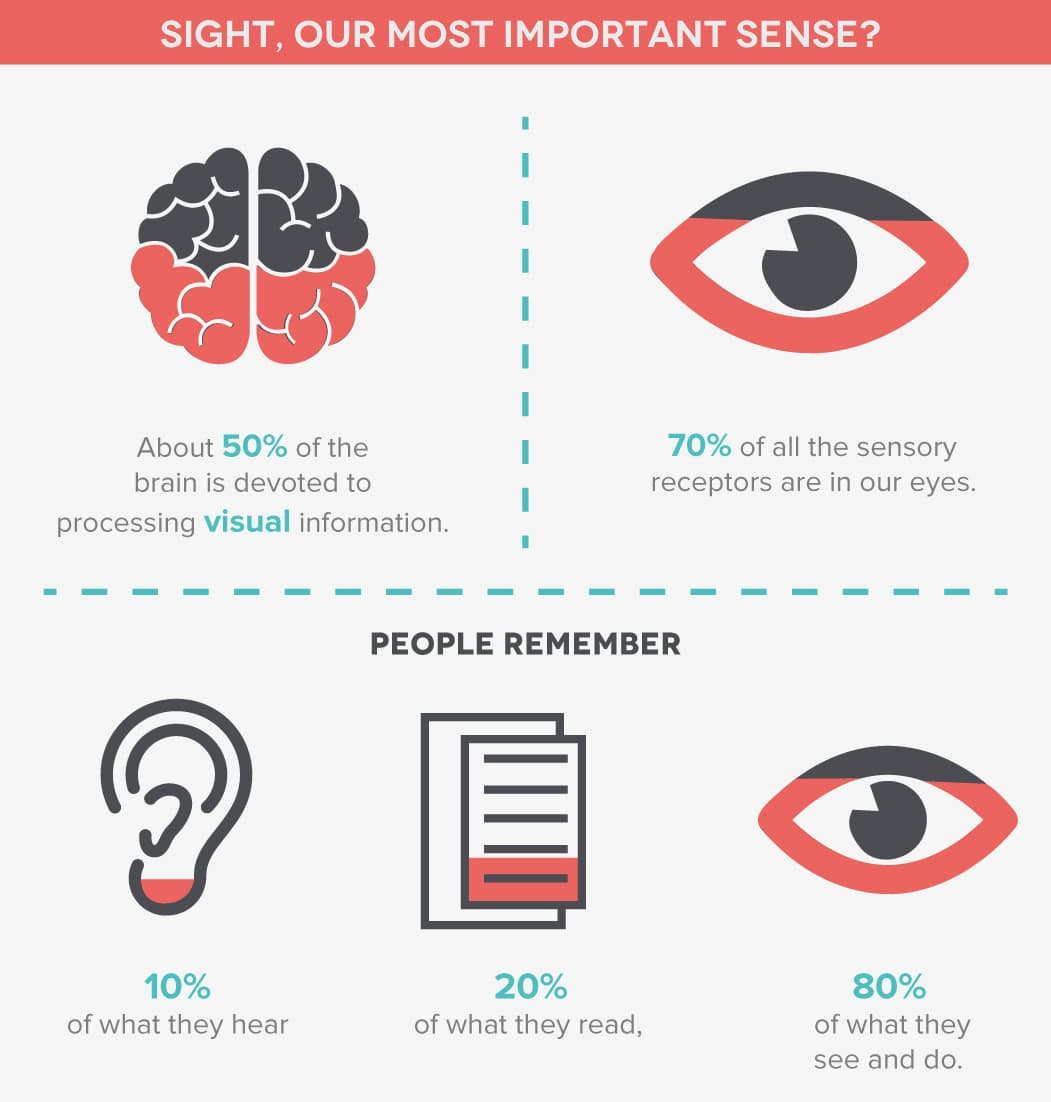 SIGHT, OUR MOST IMPORTANT SENSE?
About 50% of the
brain is devoted to
processing visual information.
70% of all the sensory
receptors are in our eyes.
PEOPLE REMEMBER
10%
of what they hear
20%
of what they read,
80%
of what they
see and do.